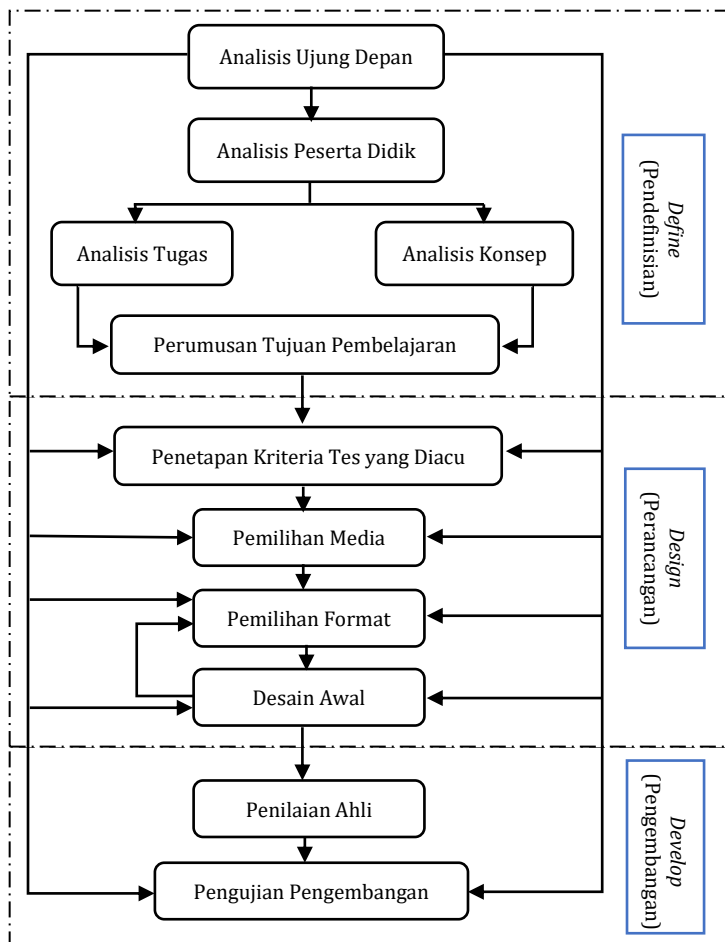 Analisis Ujung Depan
Analisis Peserta Didik
Analisis Tugas
Analisis Konsep
Perumusan Tujuan Pembelajaran
Define
(Pendefinisian)
Penetapan Kriteria Tes yang Diacu
Pemilihan Media
Pemilihan Format
Desain Awal
Design
(Perancangan)
Penilaian Ahli
Pengujian Pengembangan
Develop
(Pengembangan)